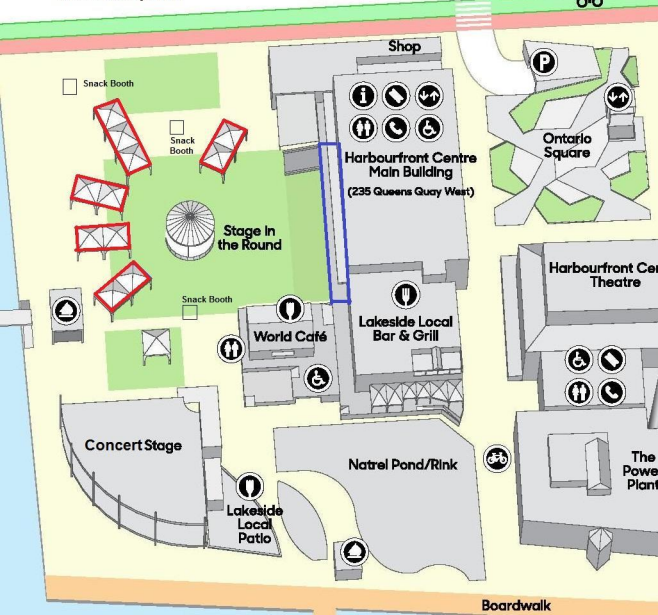 Shop
P
Snack Booth
Snack
Booth
i
Harbourfront Centre
Main Building
(235 Queens Quay West)
Ontario
Square
Stage In
the Round
Harbourfront Cen
Theatre
Snack Booth
World Café
Lakeside Local
Bar & Grill
Concert Stage
Natrel Pond/Rink
The
Powe
Plant
Lakeside
Local
Patio
Boardwalk